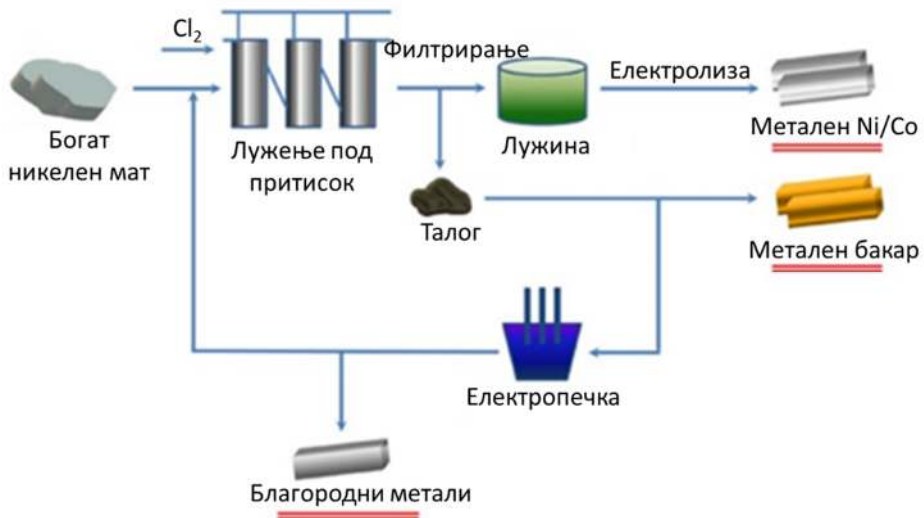 Cl₂
Филтрирање
Електролиза
Богат
никелен мат
Лужење под
притисок
Лужина
Метален Ni/Co
Талог
Метален бакар
Електропечка
Благородни метали